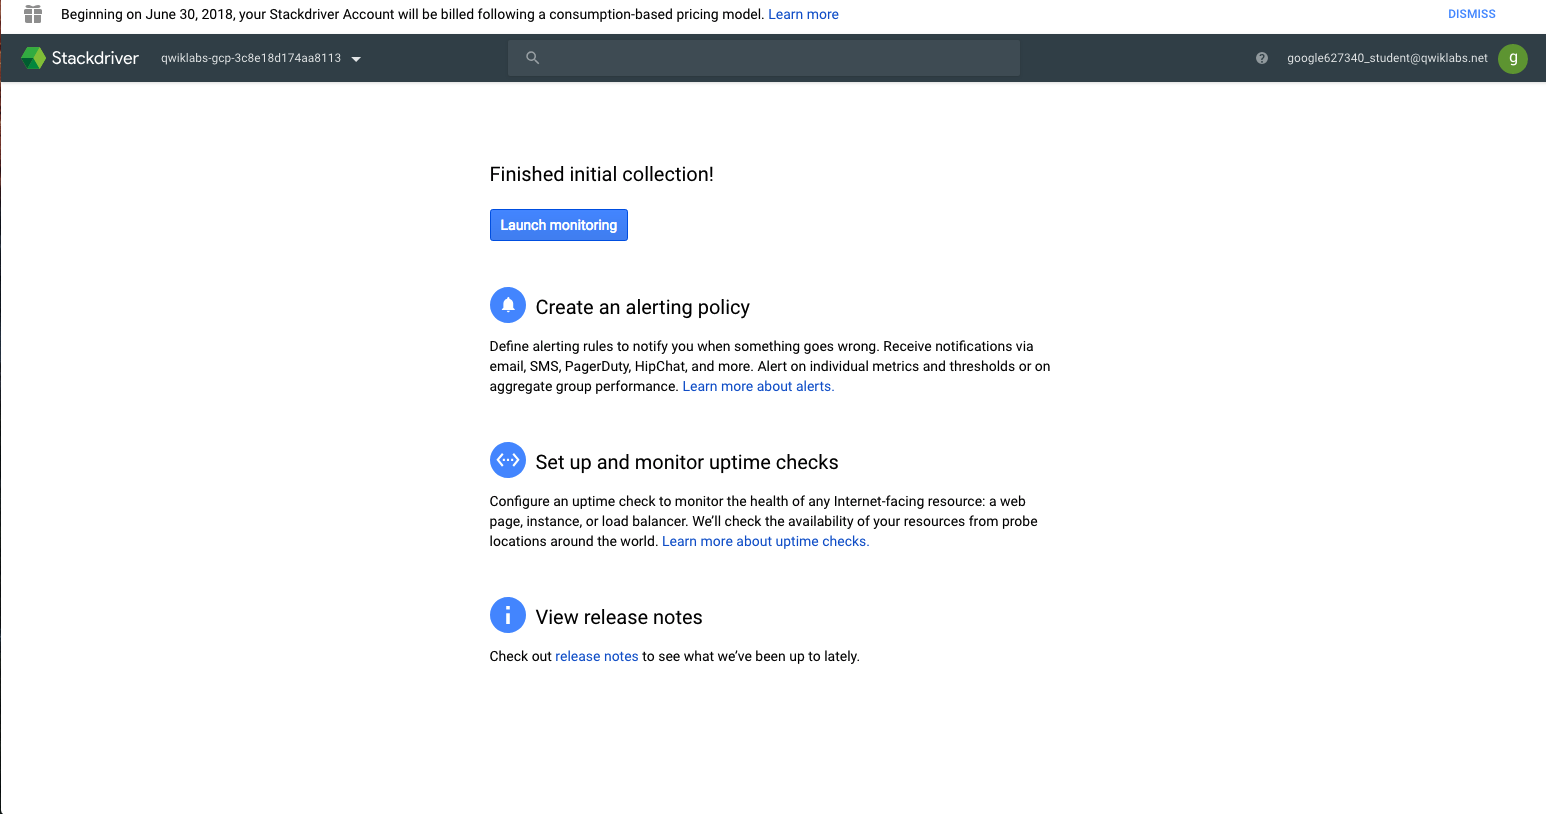 Beginning on June 30, 2018, your Stackdriver Account will be billed following a consumption-based pricing model. Learn more
DISMISS
Stackdriver
qwiklabs-gcp-3c8e18d174aa8113
google627340_student@qwiklabs.net
g
Finished initial collection!
Launch monitoring
Create an alerting policy
Define alerting rules to notify you when something goes wrong. Receive notifications via
email, SMS, PagerDuty, HipChat, and more. Alert on individual metrics and thresholds or on
aggregate group performance. Learn more about alerts.
Set up and monitor uptime checks
Configure an uptime check to monitor the health of any Internet-facing resource: a web
page, instance, or load balancer. We’ll check the availability of your resources from probe
locations around the world. Learn more about uptime checks.
View release notes
Check out release notes to see what we’ve been up to lately.